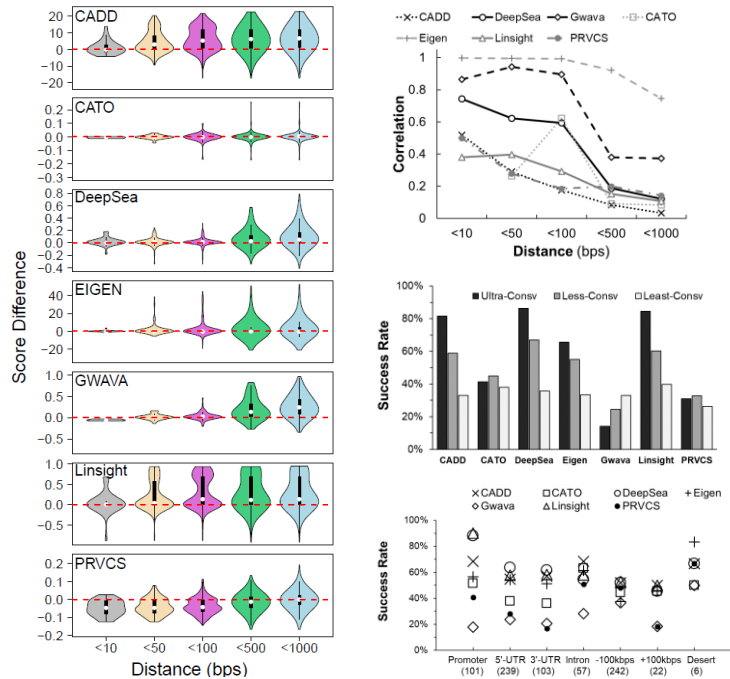 CADD
20
10
0
−10
20
CATO
0.2
0.1
0.0
−0.1
−0.3
DeepSea
0.8
0.6
0.4
0.2
0.0
−0.2
−0.4
EIGEN
40
20
0
−20
GWAVA
1.0
0.5
0.0
−0.5
Linsight
1.0
0.5
0.0
−0.5
PRVCS
0.2
0.1
0.0
−0.1
−0.2
Score Difference
<10 <50 <100 <500 <1000
Distance (bps)
CADD DeepSea Gwava CATO
Eigen Linsight PRVCS
1
0.8
0.6
0.4
0.2
0
Correlation
<10 <50 <100 <500 <1000
Distance (bps)
Ultra-Consv Less-Consv Least-Consv
100%
80%
60%
40%
20%
0%
Success Rate
CADD CATO DeepSea Eigen Gwava Linsight PRVCS
CADD CATO DeepSea Eigen
Gwava Linsight PRVCS
100%
80%
60%
40%
20%
0%
Success Rate
Promoter 5'-UTR 3'-UTR Intron -100kbps +100kbps Desert
(101) (239) (103) (57) (242) (22) (6)